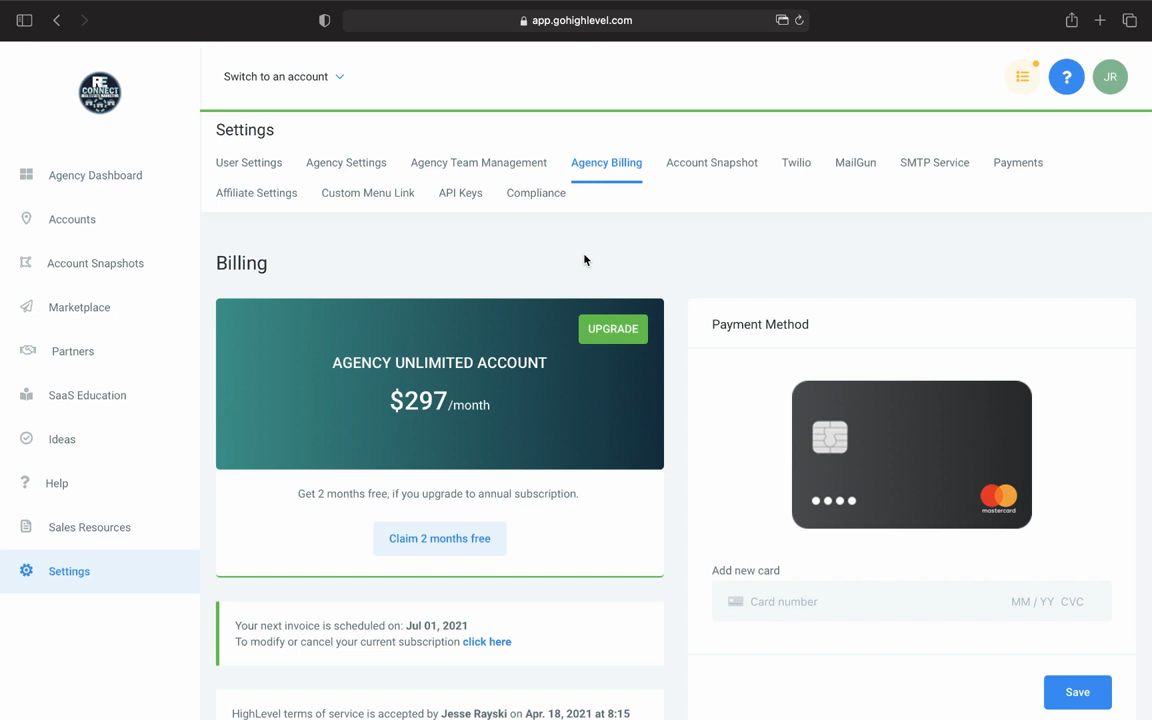 app.gohighlevel.com
RE
CONNECT
Switch to an account
?
JR
Settings
User Settings
Agency Settings
Agency Team Management
Agency Billing
Account Snapshot
Twilio
MailGun
SMTP Service
Payments
Affiliate Settings
Custom Menu Link
API Keys
Compliance
Agency Dashboard
Accounts
Account Snapshots
Marketplace
Partners
SaaS Education
Ideas
? Help
Sales Resources
Settings
Billing
UPGRADE
AGENCY UNLIMITED ACCOUNT
$297/month
Get 2 months free, if you upgrade to annual subscription.
Claim 2 months free
Your next invoice is scheduled on: Jul 01, 2021
To modify or cancel your current subscription click here
HighLevel terms of service is accepted by Jesse Rayski on Apr. 18, 2021 at 8:15
Payment Method
mastercard
Add new card
Card number
MM / YY CVC
Save